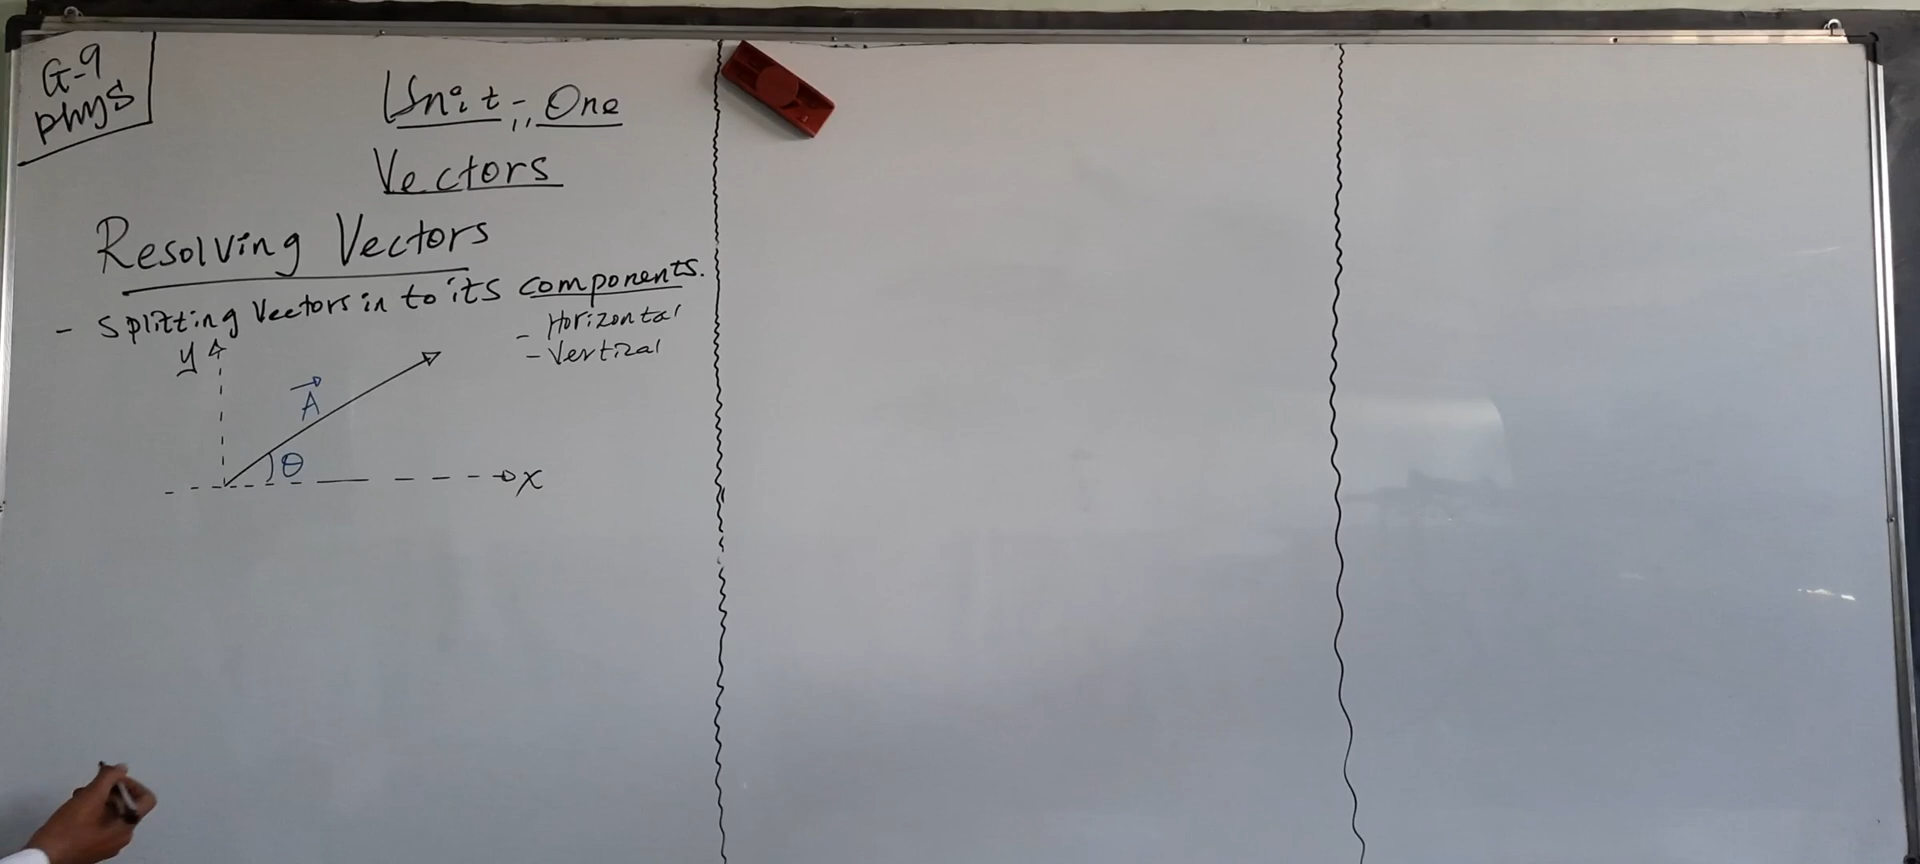 G-9
phys
Unit:- One
Vectors
Resolving Vectors
- Splitting Vectors in to its components.
- Horizontal
- Vertical
y
A
θ
x